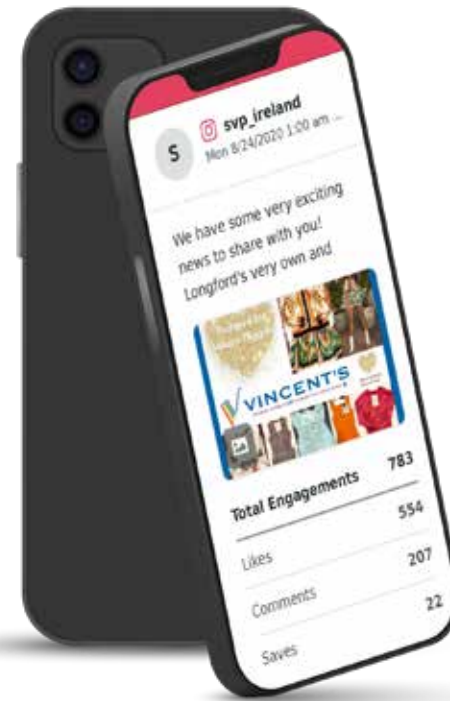 S
svp_ireland
Mon 8/24/2020 1:00 am ...
We have some very exciting
news to share with you!
Longford's very own and
VINCENT'S
Total Engagements 783
Likes 554
Comments 207
Saves 22